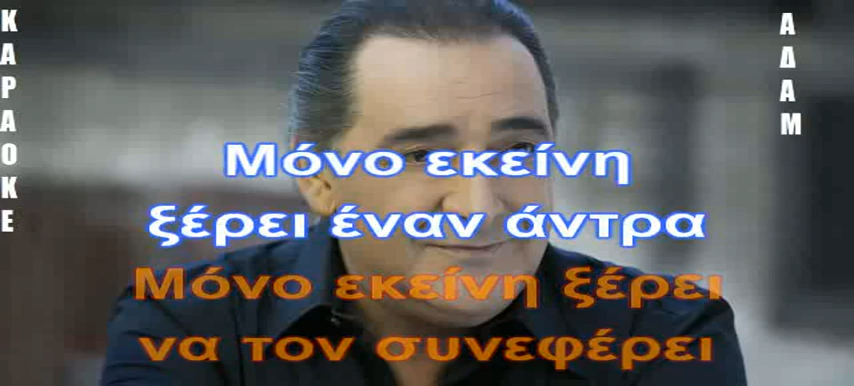 ΚΑΡΑΟΚΕ
ΑΔΑΜ
Μόνο εκείνη
ξέρει έναν άντρα
Μόνο εκείνη ξέρει
να τον συνεφέρει